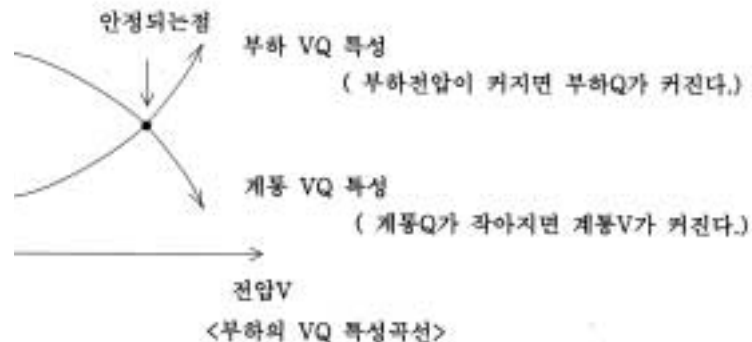 안정되는점
부하 VQ 특성
( 부하전압이 커지면 부하Q가 커진다.)
계통 VQ 특성
( 계통Q가 작아지면 계통V가 커진다.)
전압V
<부하의 VQ 특성곡선>